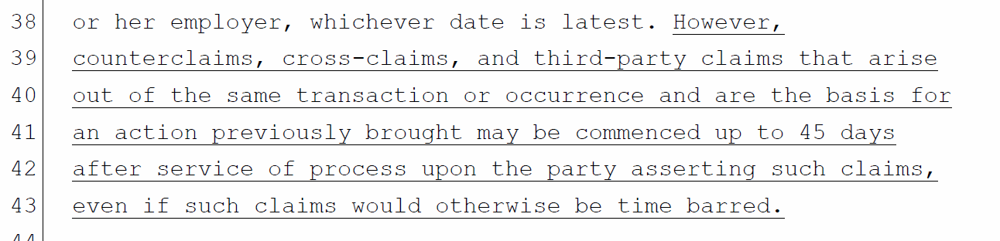 38 or her employer, whichever date is latest. However,
39 counterclaims, cross-claims, and third-party claims that arise
40 out of the same transaction or occurrence and are the basis for
41 an action previously brought may be commenced up to 45 days
42 after service of process upon the party asserting such claims,
43 even if such claims would otherwise be time barred.
44